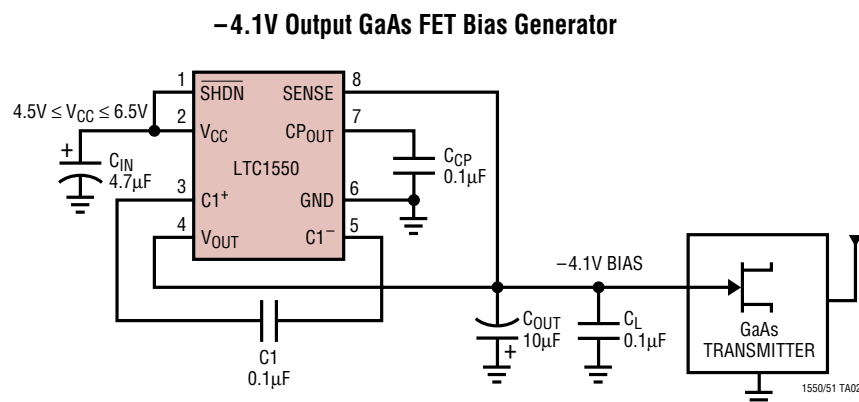 –4.1V Output GaAs FET Bias Generator
1
SHDN
SENSE
8
4.5V ≤ VCC ≤ 6.5V
2
VCC
CPOUT
7
+
CIN
4.7µF
LTC1550
CCP
0.1µF
3
C1+
GND
6
4
VOUT
C1–
5
–4.1V BIAS
COUT
10µF
+
CL
0.1µF
GaAs
TRANSMITTER
C1
0.1µF
1550/51 TA02